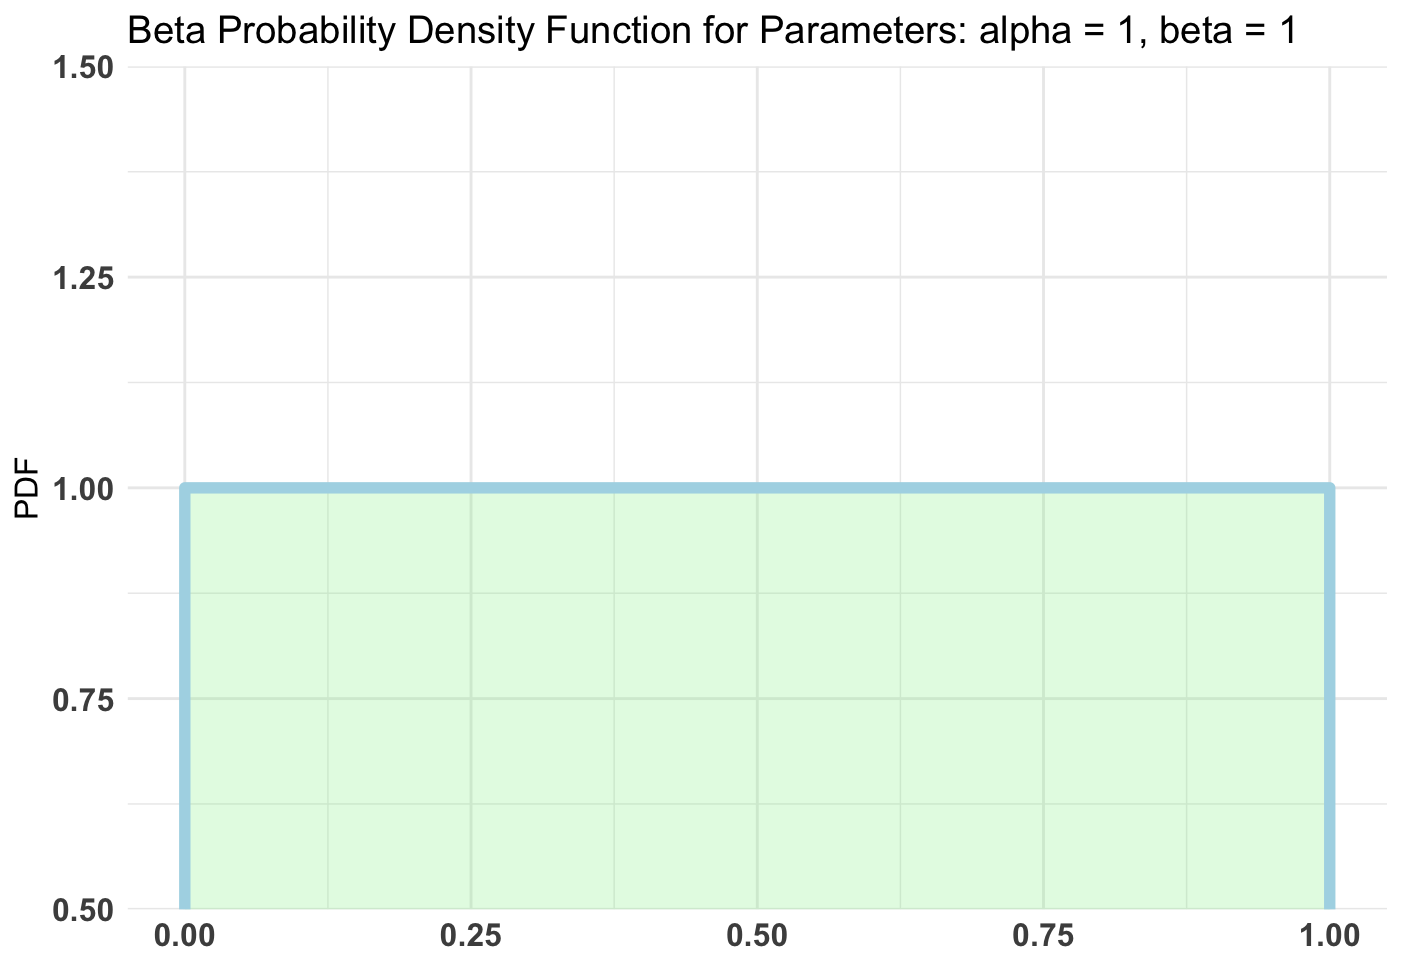 Beta Probability Density Function for Parameters: alpha = 1, beta = 1
1.50
1.25
1.00
0.75
0.50
PDF
0.00 0.25 0.50 0.75 1.00